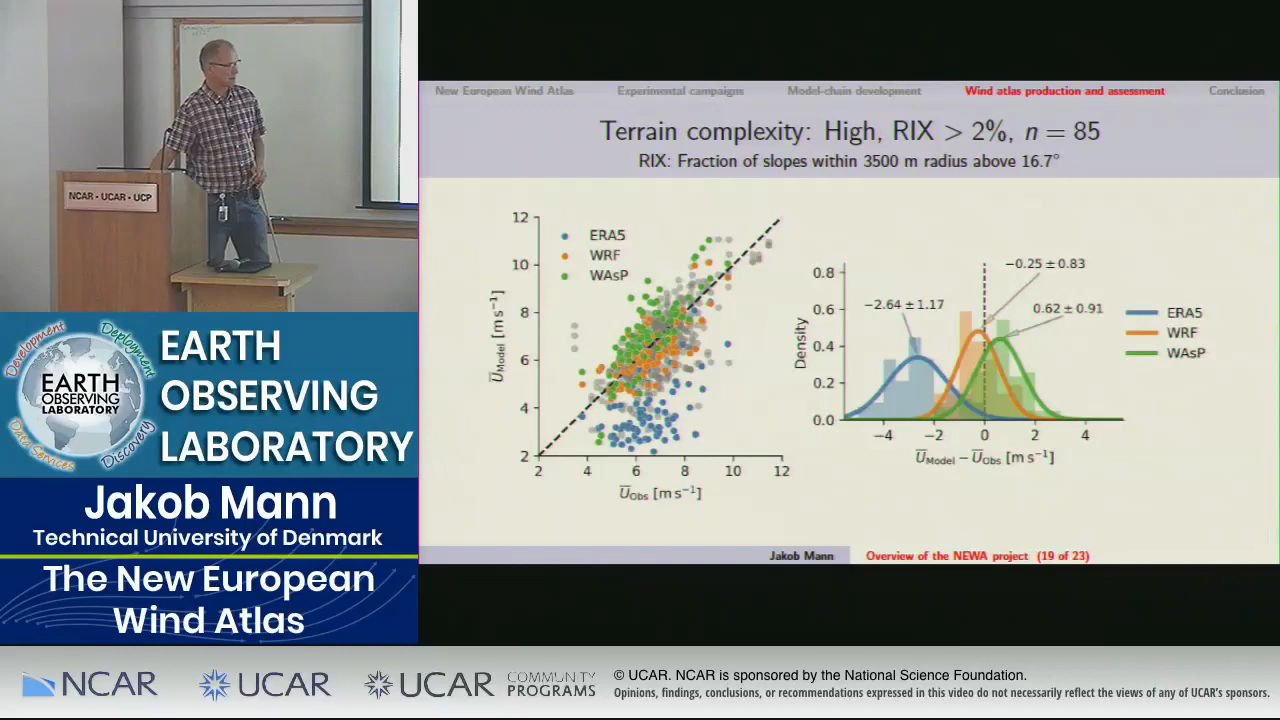 NCAR • UCAR • UCP
New European Wind Atlas
Experimental campaigns
Model-chain development
Wind atlas production and assessment
Conclusion
Terrain complexity: High, RIX > 2%, n = 85
RIX: Fraction of slopes within 3500 m radius above 16.7°
12
10
8
6
4
2
2
4
6
8
10
12
ERA5
WRF
WAsP
U̅Model [m s⁻¹]
U̅Obs [m s⁻¹]
0.8
0.6
0.4
0.2
0.0
Density
−2.64 ± 1.17
−0.25 ± 0.83
0.62 ± 0.91
−4
−2
0
2
4
U̅Model − U̅Obs [m s⁻¹]
ERA5
WRF
WAsP
Jakob Mann
Overview of the NEWA project (19 of 23)
Development
Deployment
Data Services
Discovery
EARTH
OBSERVING
LABORATORY
EARTH
OBSERVING
LABORATORY
Jakob Mann
Technical University of Denmark
The New European
Wind Atlas
NCAR
UCAR
UCAR
COMMUNITY
PROGRAMS
© UCAR. NCAR is sponsored by the National Science Foundation.
Opinions, findings, conclusions, or recommendations expressed in this video do not necessarily reflect the views of any of UCAR's sponsors.